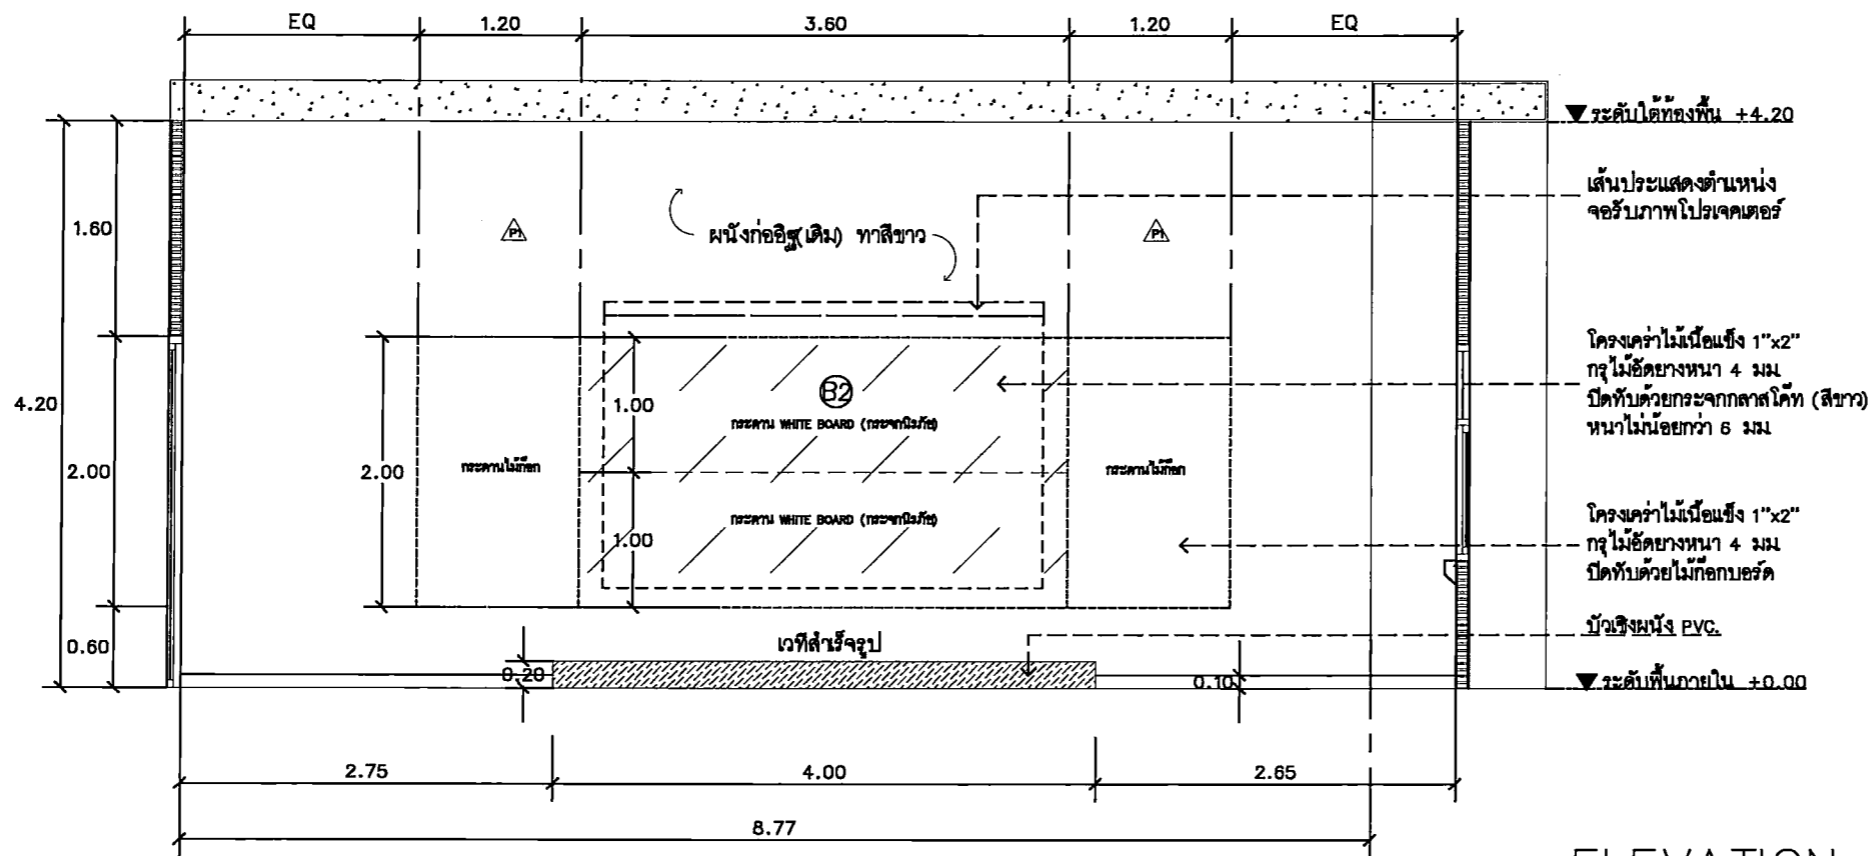 EQ 1.20 3.60 1.20 EQ
ระดับใต้ท้องพื้น +4.20
เส้นประแสดงตำแหน่ง
จอรับภาพโปรเจคเตอร์
1.60
P1
ผนังก่ออิฐ(เดิม) ทาสีขาว
P1
โครงเคร่าไม้เนื้อแข็ง 1"x2"
กรุไม้อัดยางหนา 4 มม.
ปิดทับด้วยกระจกกลาสโค๊ท (สีขาว)
หนาไม่น้อยกว่า 6 มม.
4.20
B2
1.00
กระดาน WHITE BOARD (กระจกนิรภัย)
2.00
2.00
กระดานไม้ก๊อก
กระดานไม้ก๊อก
กระดาน WHITE BOARD (กระจกนิรภัย)
1.00
โครงเคร่าไม้เนื้อแข็ง 1"x2"
กรุไม้อัดยางหนา 4 มม.
ปิดทับด้วยไม้ก๊อกบอร์ด
0.60
เวทีสำเร็จรูป
บัวเชิงผนัง PVC.
0.20
0.10
ระดับพื้นภายใน +0.00
2.75 4.00 2.65
8.77
ELEVATION